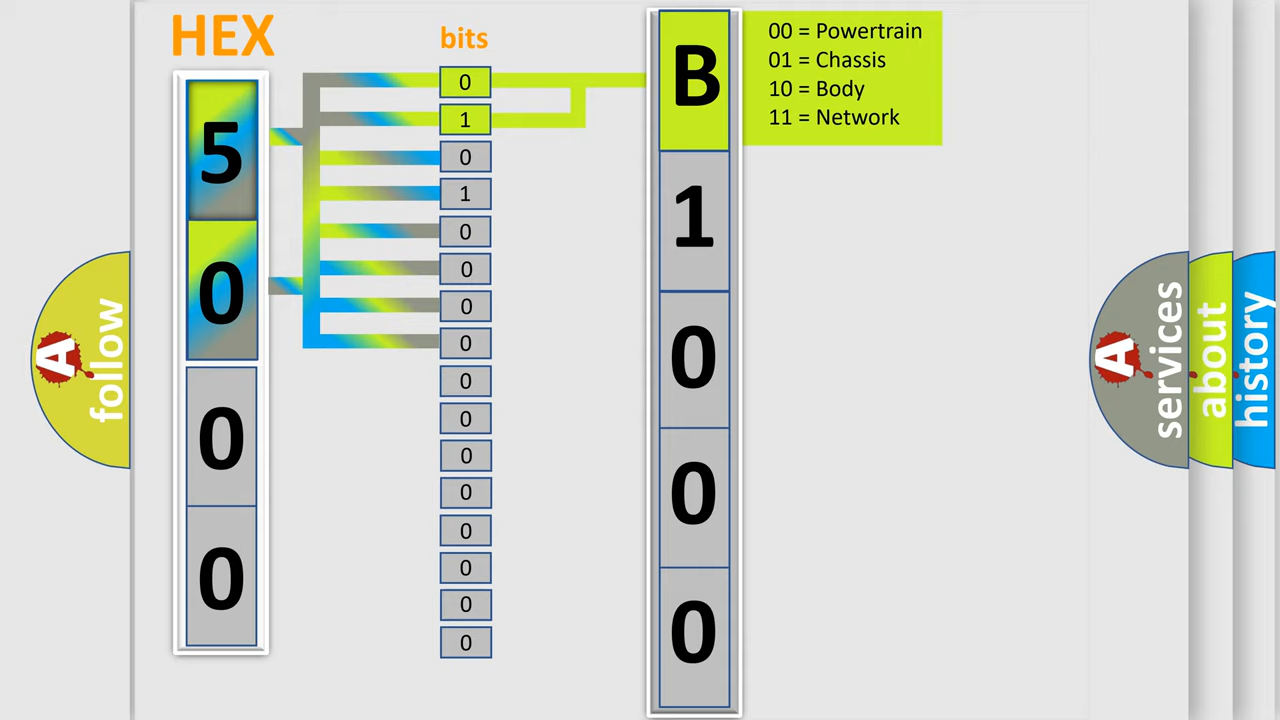 HEX
bits
5
0
0
0
0
1
0
1
0
0
0
0
0
0
0
0
0
0
0
0
B
1
0
0
0
00 = Powertrain
01 = Chassis
10 = Body
11 = Network
A
follow
A
services
about
history